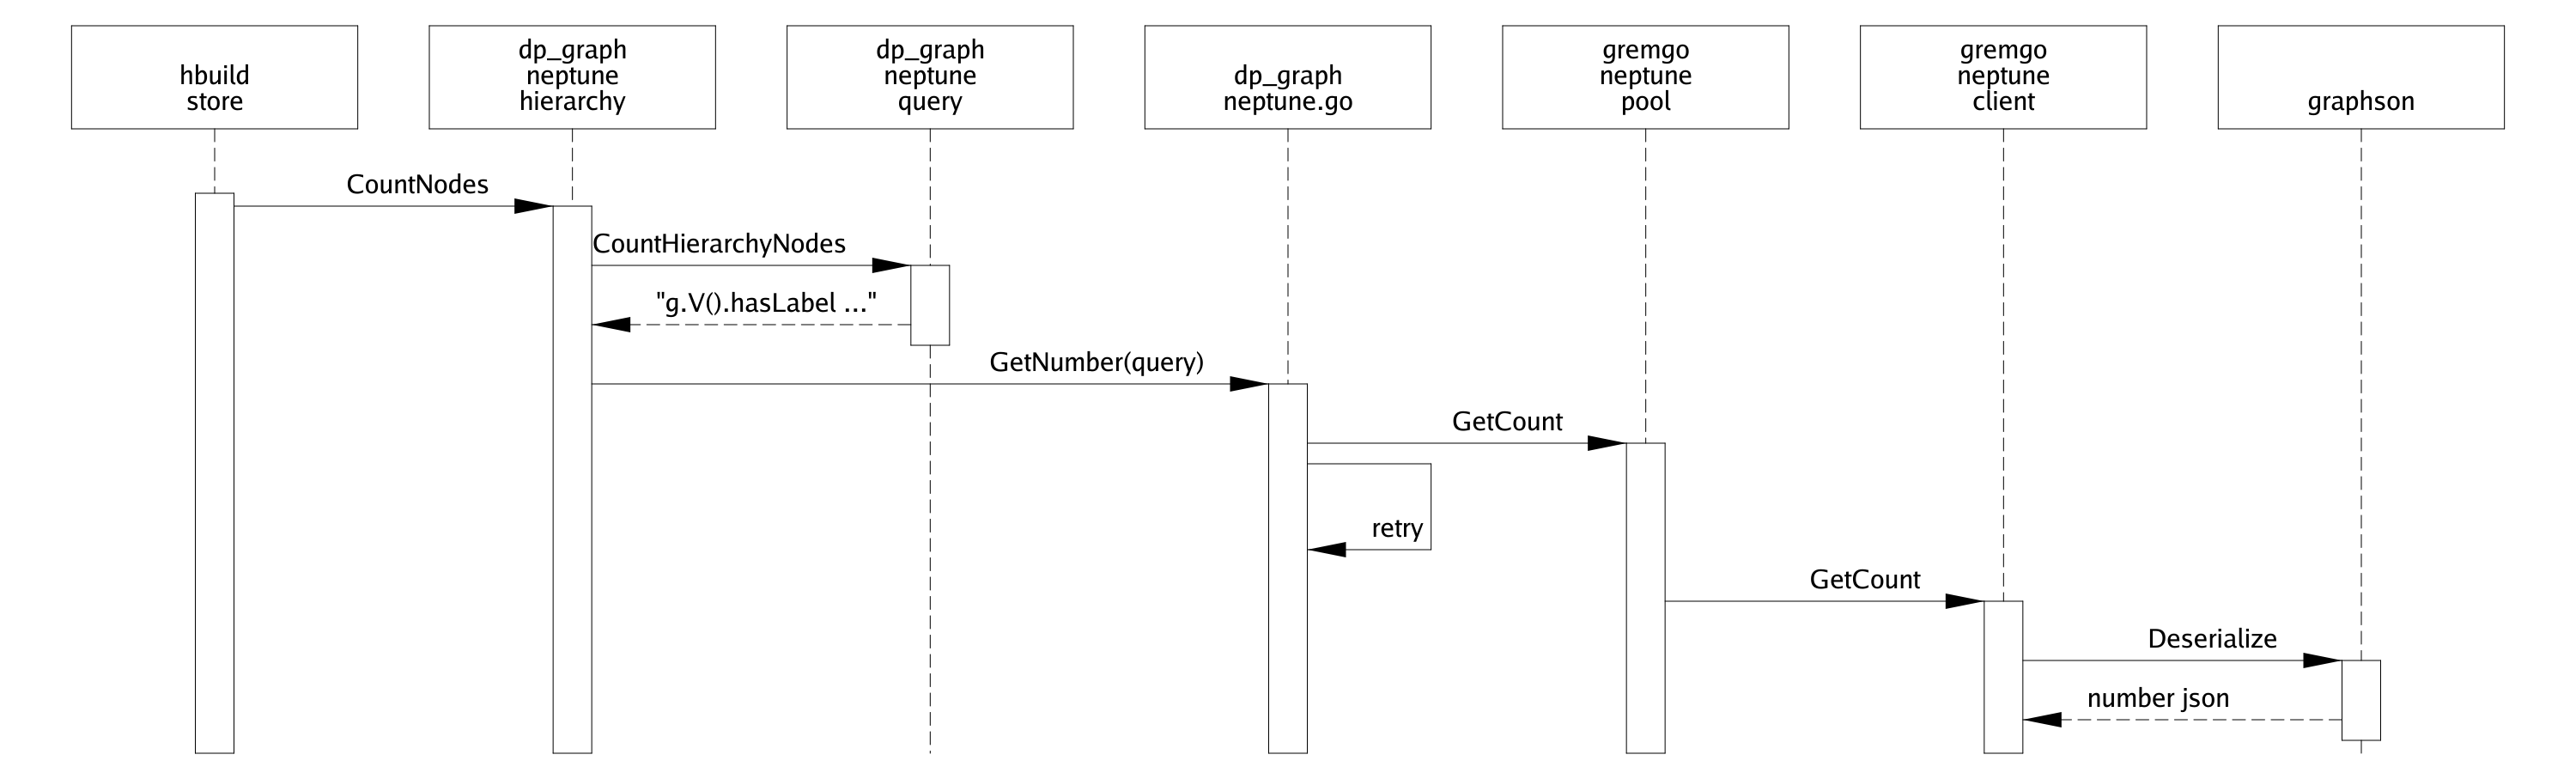 hbuild
store
dp_graph
neptune
hierarchy
dp_graph
neptune
query
dp_graph
neptune.go
gremgo
neptune
pool
gremgo
neptune
client
graphson
CountNodes
CountHierarchyNodes
"g.V().hasLabel ..."
GetNumber(query)
GetCount
retry
GetCount
Deserialize
number json